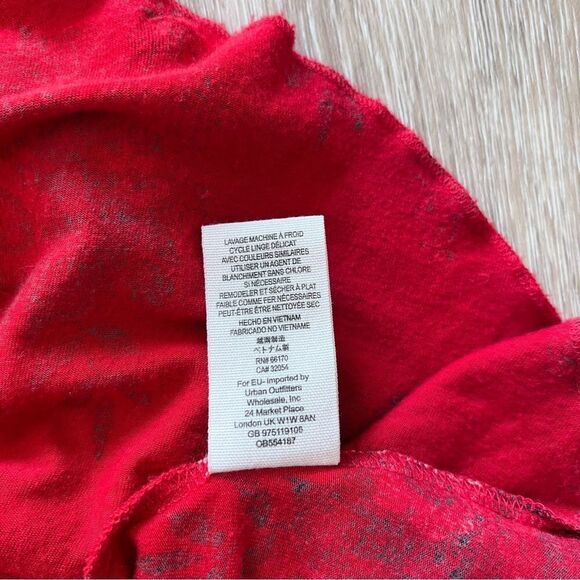 LAVAGE MACHINE À FROID
CYCLE LINGE DÉLICAT
AVEC COULEURS SIMILAIRES
UTILISER UN AGENT DE
BLANCHIMENT SANS CHLORE
SI NÉCESSAIRE
REMODELER ET SÉCHER À PLAT
FAIBLE COMME FER NÉCESSAIRES
PEUT-ÊTRE ÊTRE NETTOYÉE SEC
HECHO EN VIETNAM
FABRICADO NO VIETNAME
越南製造
ベトナム製
RN# 66170
CA# 32054
For EU- imported by
Urban Outfitters
Wholesale, Inc
24 Market Place
London UK W1W 8AN
GB 975119106
OB554187